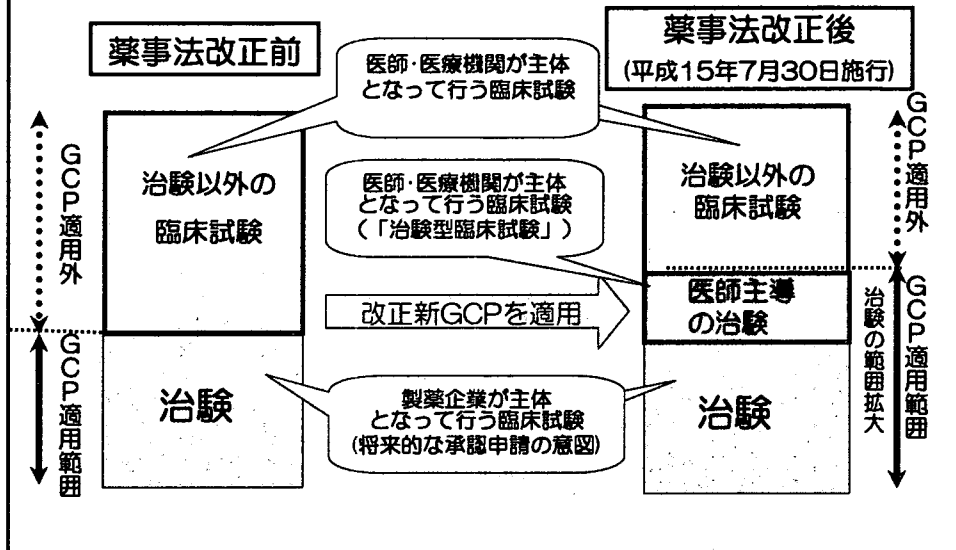 薬事法改正前
薬事法改正後
(平成15年7月30日施行)
医師・医療機関が主体
となって行う臨床試験
GCP適用外
治験以外の
臨床試験
医師・医療機関が主体
となって行う臨床試験
(「治験型臨床試験」)
治験以外の
臨床試験
GCP適用外
改正新GCPを適用
医師主導
の治験
GCP適用範囲
治験
製薬企業が主体
となって行う臨床試験
(将来的な承認申請の意図)
治験
治験の範囲拡大
GCP適用範囲